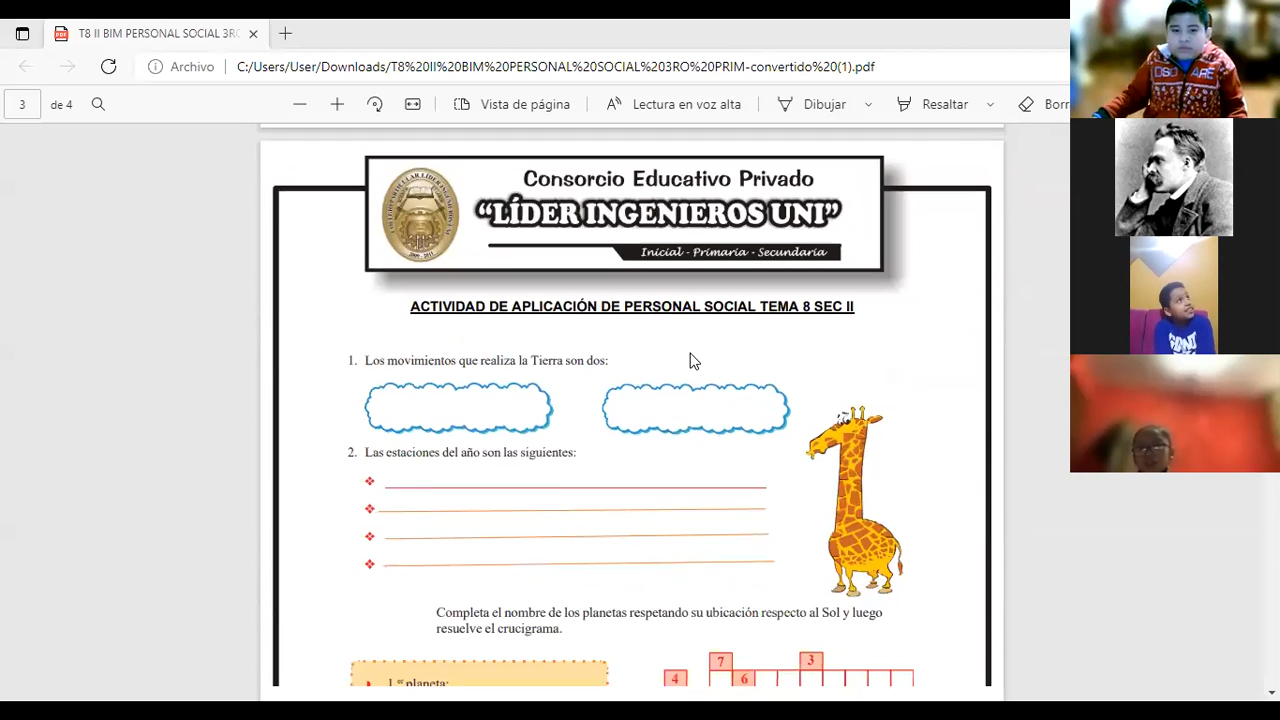 T8 II BIM PERSONAL SOCIAL 3RO
Archivo
C:/Users/User/Downloads/T8%20II%20BIM%20PERSONAL%20SOCIAL%203RO%20PRIM-convertido%20(1).pdf
3 de 4
Vista de página
Lectura en voz alta
Dibujar
Resaltar
Borr
Consorcio Educativo Privado
“LÍDER INGENIEROS UNI”
Inicial - Primaria - Secundaria
ACTIVIDAD DE APLICACIÓN DE PERSONAL SOCIAL TEMA 8 SEC II
1. Los movimientos que realiza la Tierra son dos:
2. Las estaciones del año son las siguientes:
Completa el nombre de los planetas respetando su ubicación respecto al Sol y luego
resuelve el crucigrama.
1.er planeta:
7 3
4 6